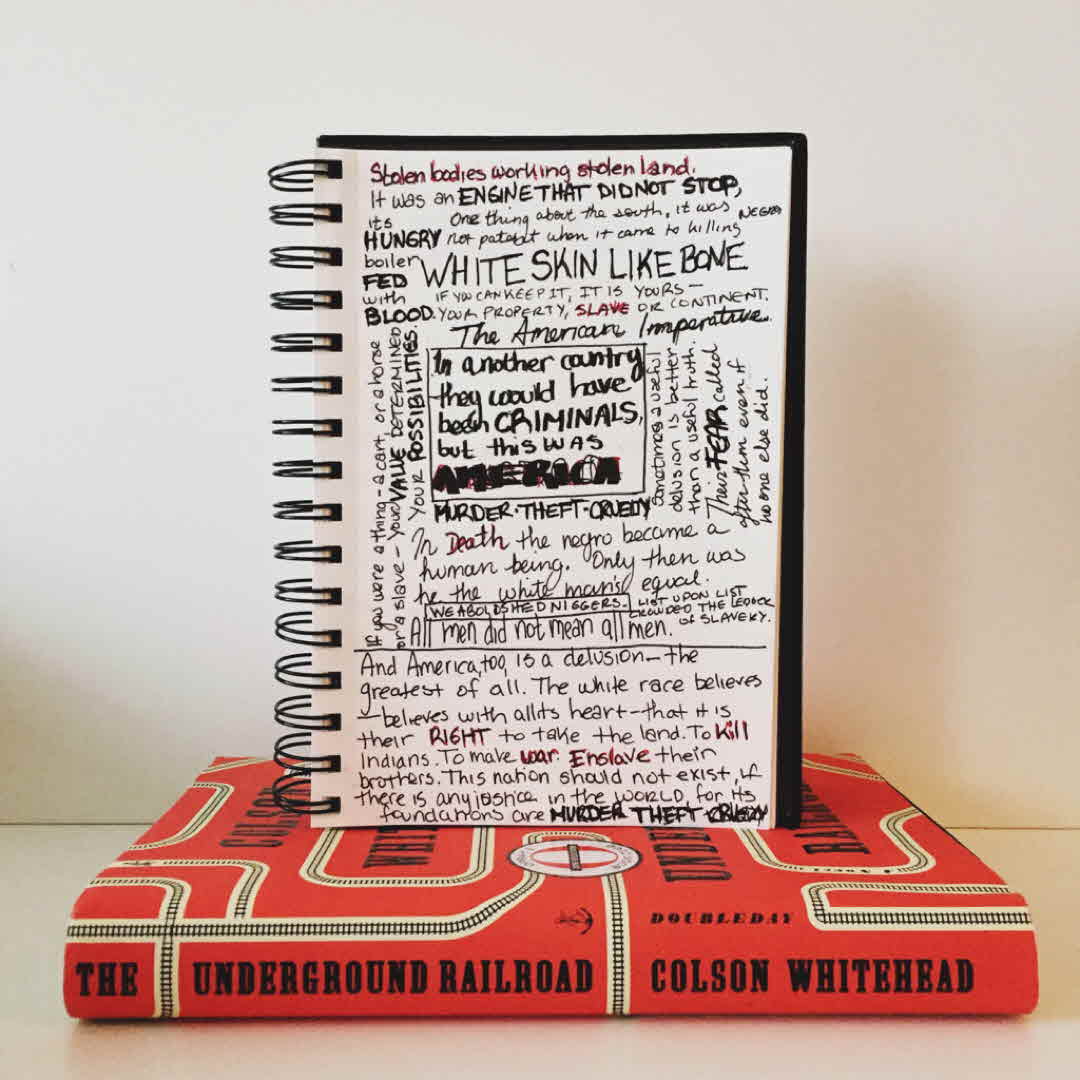 Stolen bodies working stolen land.
It was an ENGINE THAT DID NOT STOP,
its
HUNGRY
boiler
FED
with
BLOOD.
One thing about the south, it was
not patient when it came to killing
NEGROES
WHITE SKIN LIKE BONE
IF YOU CAN KEEP IT, IT IS YOURS—
YOUR PROPERTY, SLAVE OR CONTINENT.
The American Imperative.
If you were a thing—a cart, or a horse
or a slave—your VALUE DETERMINED
YOUR POSSIBILITIES.
In another country
they would have
been CRIMINALS,
but this WAS
AMERICA
Sometimes a useful
delusion is better
than a useful truth.
Their FEAR called
after them even if
no one else did.
MURDER·THEFT·CRUELTY
In Death the negro became a
human being. Only then was
he the white man's equal.
WE ABOLISHED NIGGERS.
LIST UPON LIST
CROWDED THE LEDGER
OF SLAVERY.
All men did not mean all men.
And America, too, is a delusion—the
greatest of all. The white race believes
—believes with all its heart—that it is
their RIGHT to take the land. To kill
Indians. To make war. Enslave their
brothers. This nation should not exist, if
there is any justice in the WORLD, for its
foundations are MURDER THEFT CRUELTY
DOUBLEDAY
THE UNDERGROUND RAILROAD COLSON WHITEHEAD